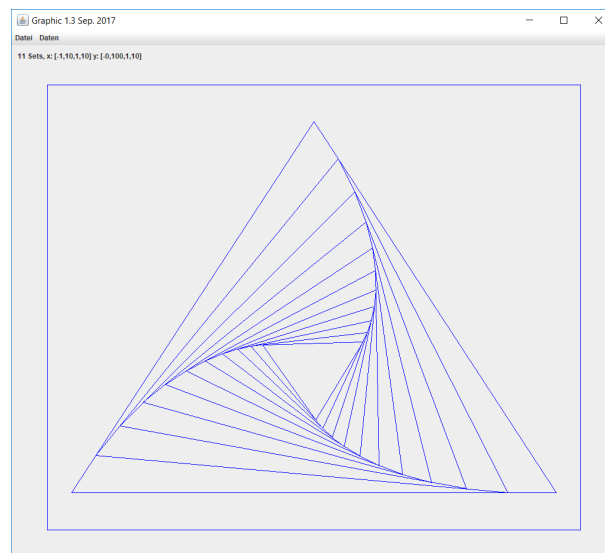 Graphic 1.3 Sep. 2017
Datei Daten
11 Sets, x: [-1,10,1,10] y: [-0,100,1,10]